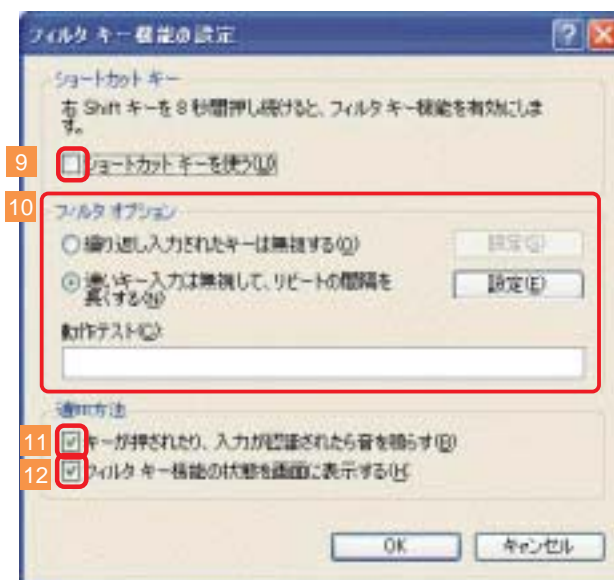 フィルタ キー機能の設定
ショートカット キー
右 Shift キーを 8 秒間押し続けると、フィルタ キー機能を有効にしま
す。
9
ショートカット キーを使う(U)
10
フィルタ オプション
繰り返し入力されたキーは無視する(Q)
設定(G)
速いキー入力は無視して、リピートの間隔を
長くする(N)
設定(E)
動作テスト(C):
通知方法
11
キーが押されたり、入力が認証されたら音を鳴らす(B)
12
フィルタ キー機能の状態を画面に表示する(H)
OK
キャンセル